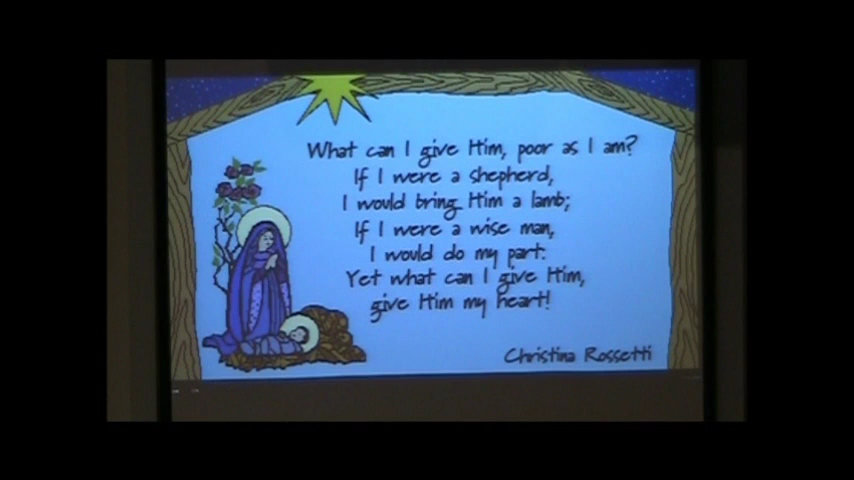 What can I give Him, poor as I am?
If I were a shepherd,
I would bring Him a lamb;
If I were a wise man,
I would do my part:
Yet what can I give Him,
give Him my heart!
Christina Rossetti